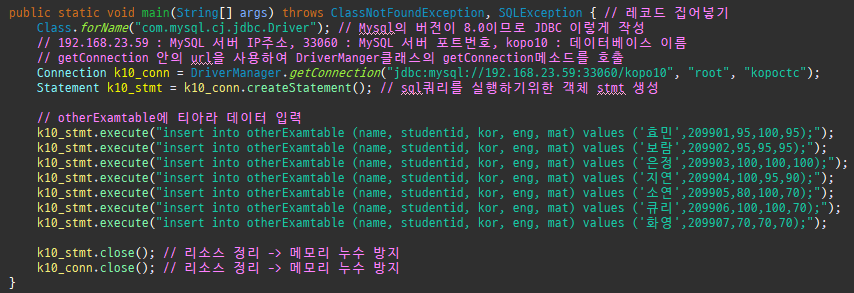 public static void main(String[] args) throws ClassNotFoundException, SQLException { // 레코드 집어넣기
Class.forName("com.mysql.cj.jdbc.Driver"); // Mysql의 버전이 8.0이므로 JDBC 이렇게 작성
// 192.168.23.59 : MySQL 서버 IP주소, 33060 : MySQL 서버 포트번호, kopo10 : 데이터베이스 이름
// getConnection 안의 url을 사용하여 DriverManger클래스의 getConnection메소드를 호출
Connection k10_conn = DriverManager.getConnection("jdbc:mysql://192.168.23.59:33060/kopo10", "root", "kopoctc");
Statement k10_stmt = k10_conn.createStatement(); // sql쿼리를 실행하기위한 객체 stmt 생성
// otherExamtable에 티아라 데이터 입력
k10_stmt.execute("insert into otherExamtable (name, studentid, kor, eng, mat) values ('효민',209901,95,100,95);");
k10_stmt.execute("insert into otherExamtable (name, studentid, kor, eng, mat) values ('보람',209902,95,95,95);");
k10_stmt.execute("insert into otherExamtable (name, studentid, kor, eng, mat) values ('은정',209903,100,100,100);");
k10_stmt.execute("insert into otherExamtable (name, studentid, kor, eng, mat) values ('지연',209904,100,95,90);");
k10_stmt.execute("insert into otherExamtable (name, studentid, kor, eng, mat) values ('소연',209905,80,100,70);");
k10_stmt.execute("insert into otherExamtable (name, studentid, kor, eng, mat) values ('큐리',209906,100,100,70);");
k10_stmt.execute("insert into otherExamtable (name, studentid, kor, eng, mat) values ('화영',209907,70,70,70);");
k10_stmt.close(); // 리소스 정리 -> 메모리 누수 방지
k10_conn.close(); // 리소스 정리 -> 메모리 누수 방지
}